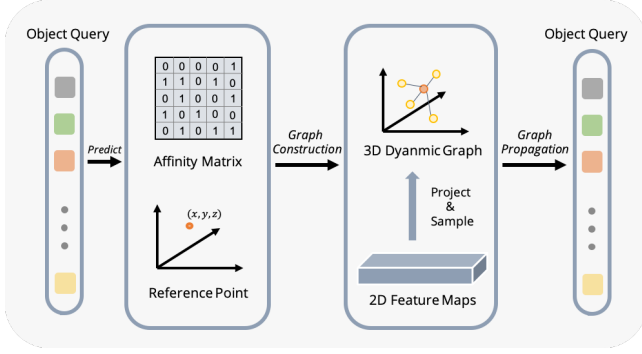 Object Query
Predict
0 0 0 0 1
1 1 0 1 0
0 1 0 0 1
1 0 1 0 0
0 1 0 1 1
Affinity Matrix
(x, y, z)
Reference Point
Graph
Construction
3D Dyanmic Graph
Project
&
Sample
2D Feature Maps
Graph
Propagation
Object Query